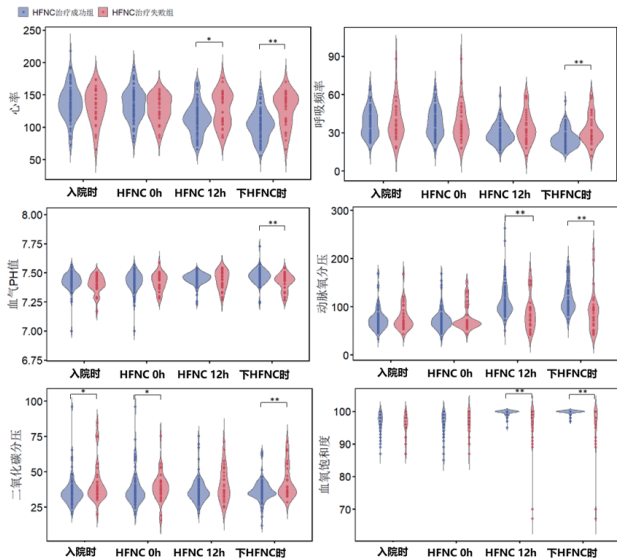 HFNC治疗成功组 HFNC治疗失败组
心率
250
200
150
100
50
* **
入院时 HFNC 0h HFNC 12h 下HFNC时
呼吸频率
90
60
30
0
**
入院时 HFNC 0h HFNC 12h 下HFNC时
血气PH值
8.00
7.75
7.50
7.25
7.00
6.75
**
入院时 HFNC 0h HFNC 12h 下HFNC时
动脉氧分压
300
200
100
0
** **
入院时 HFNC 0h HFNC 12h 下HFNC时
二氧化碳分压
100
75
50
25
* * **
入院时 HFNC 0h HFNC 12h 下HFNC时
血氧饱和度
100
90
80
70
** **
入院时 HFNC 0h HFNC 12h 下HFNC时